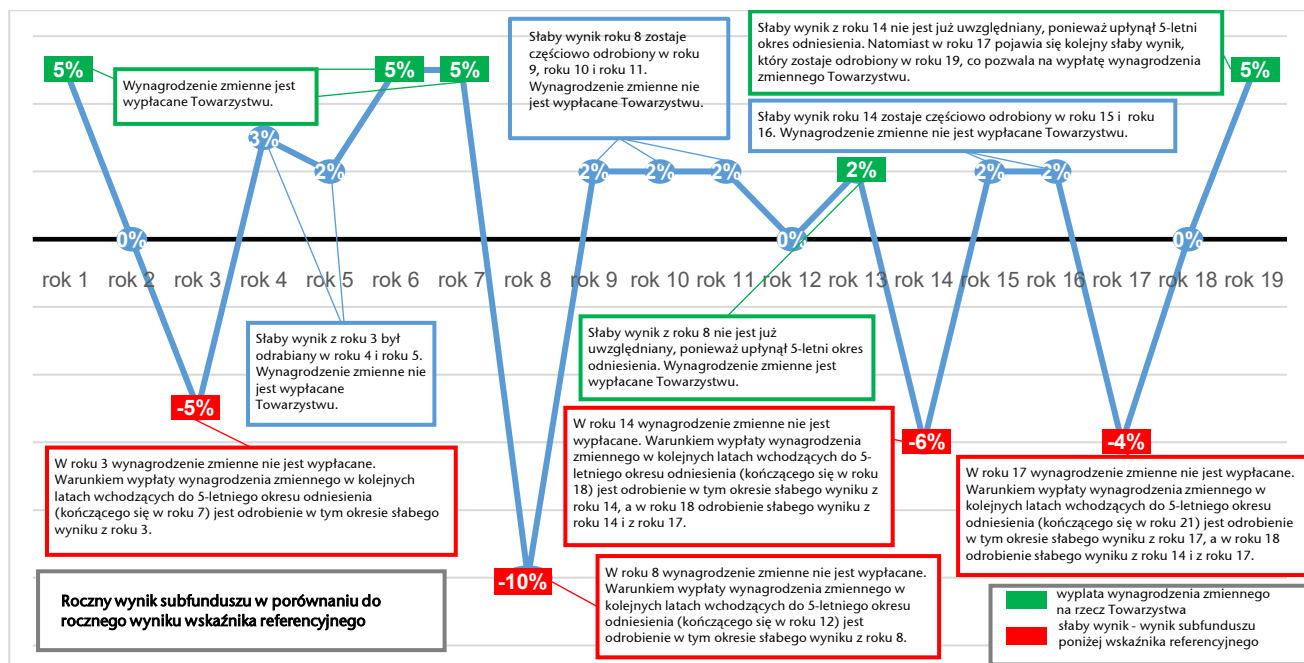 Słaby wynik z roku 14 nie jest już uwzględniany, ponieważ upłynął 5-letni
okres odniesienia. Natomiast w roku 17 pojawia się kolejny słaby wynik,
który zostaje odrobiony w roku 19, co pozwala na wypłatę wynagrodzenia
zmiennego Towarzystwu.
Słaby wynik roku 8 zostaje
częściowo odrobiony w roku
9, roku 10 i roku 11.
Wynagrodzenie zmienne nie
jest wypłacane Towarzystwu.
Wynagrodzenie zmienne jest
wypłacane Towarzystwu.
Słaby wynik roku 14 zostaje częściowo odrobiony w roku 15 i roku
16. Wynagrodzenie zmienne nie jest wypłacane Towarzystwu.
5%
0%
-5%
3%
2%
5%
5%
-10%
2%
2%
2%
0%
2%
-6%
2%
2%
-4%
0%
5%
rok 1 rok 2 rok 3 rok 4 rok 5 rok 6 rok 7 rok 8 rok 9 rok 10 rok 11 rok 12 rok 13 rok 14 rok 15 rok 16 rok 17 rok 18 rok 19
Słaby wynik z roku 3 był
odrabiany w roku 4 i roku 5.
Wynagrodzenie zmienne nie
jest wypłacane
Towarzystwu.
Słaby wynik z roku 8 nie jest już
uwzględniany, ponieważ upłynął 5-letni okres
odniesienia. Wynagrodzenie zmienne jest
wypłacane Towarzystwu.
W roku 3 wynagrodzenie zmienne nie jest wypłacane.
Warunkiem wypłaty wynagrodzenia zmiennego w kolejnych
latach wchodzących do 5-letniego okresu odniesienia
(kończącego się w roku 7) jest odrobienie w tym okresie słabego
wyniku z roku 3.
W roku 14 wynagrodzenie zmienne nie jest
wypłacane. Warunkiem wypłaty wynagrodzenia
zmiennego w kolejnych latach wchodzących do 5-
letniego okresu odniesienia (kończącego się w roku
18) jest odrobienie w tym okresie słabego wyniku z
roku 14, a w roku 18 odrobienie słabego wyniku z
roku 14 i z roku 17.
W roku 17 wynagrodzenie zmienne nie jest wypłacane.
Warunkiem wypłaty wynagrodzenia zmiennego w
kolejnych latach wchodzących do 5-letniego okresu
odniesienia (kończącego się w roku 21) jest odrobienie
w tym okresie słabego wyniku z roku 17, a w roku 18
odrobienie słabego wyniku z roku 14 i z roku 17.
W roku 8 wynagrodzenie zmienne nie jest wypłacane.
Warunkiem wypłaty wynagrodzenia zmiennego w
w kolejnych latach wchodzących do 5-letniego okresu
odniesienia (kończącego się w roku 12) jest
odrobienie w tym okresie słabego wyniku z roku 8.
Roczny wynik subfunduszu w porównaniu do
rocznego wyniku wskaźnika referencyjnego
wyplata wynagrodzenia zmiennego
na rzecz Towarzystwa
słaby wynik - wynik subfunduszu
poniżej wskaźnika referencyjnego